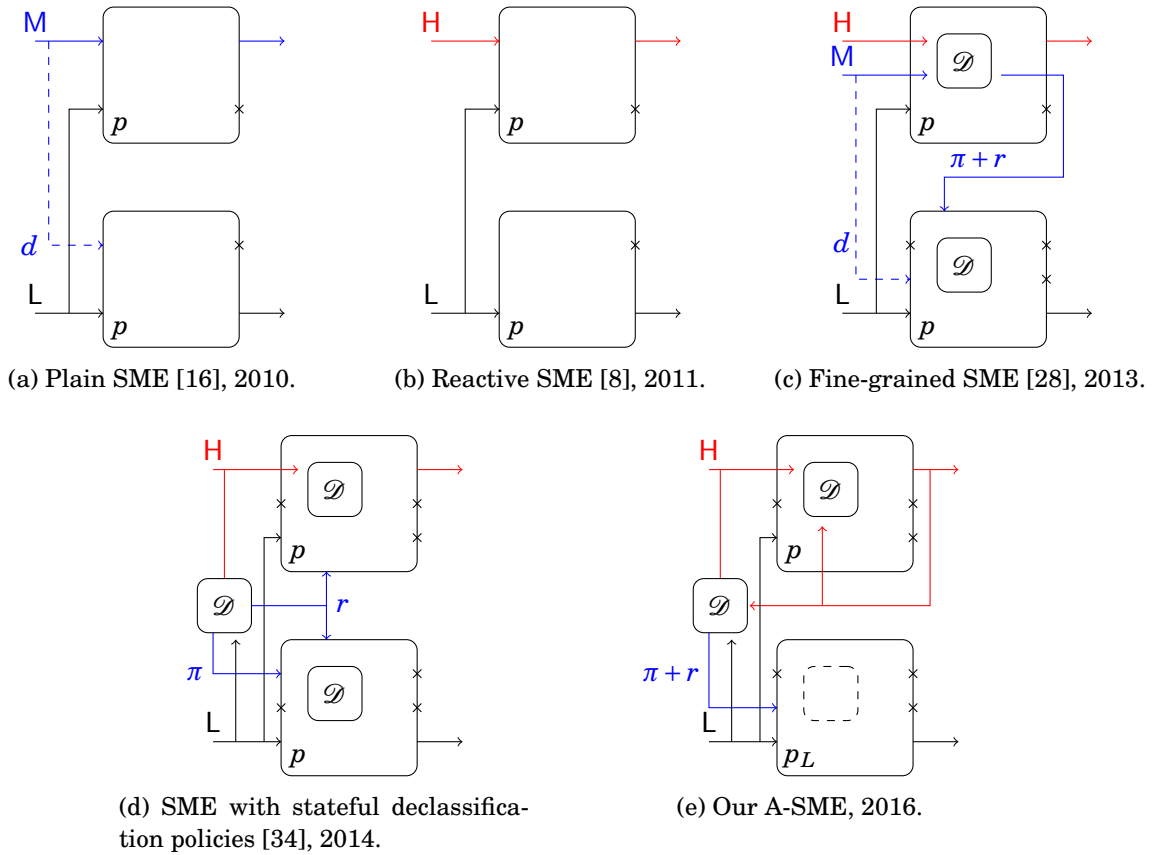 M
p
d
L
p
(a) Plain SME [16], 2010.
H
p
L
p
(b) Reactive SME [8], 2011.
H
M
𝒟
p
π + r
d
𝒟
L
p
(c) Fine-grained SME [28], 2013.
H
𝒟
p
𝒟
r
π
𝒟
L
p
(d) SME with stateful declassifica-
tion policies [34], 2014.
H
𝒟
p
𝒟
π + r
L
p_L
(e) Our A-SME, 2016.